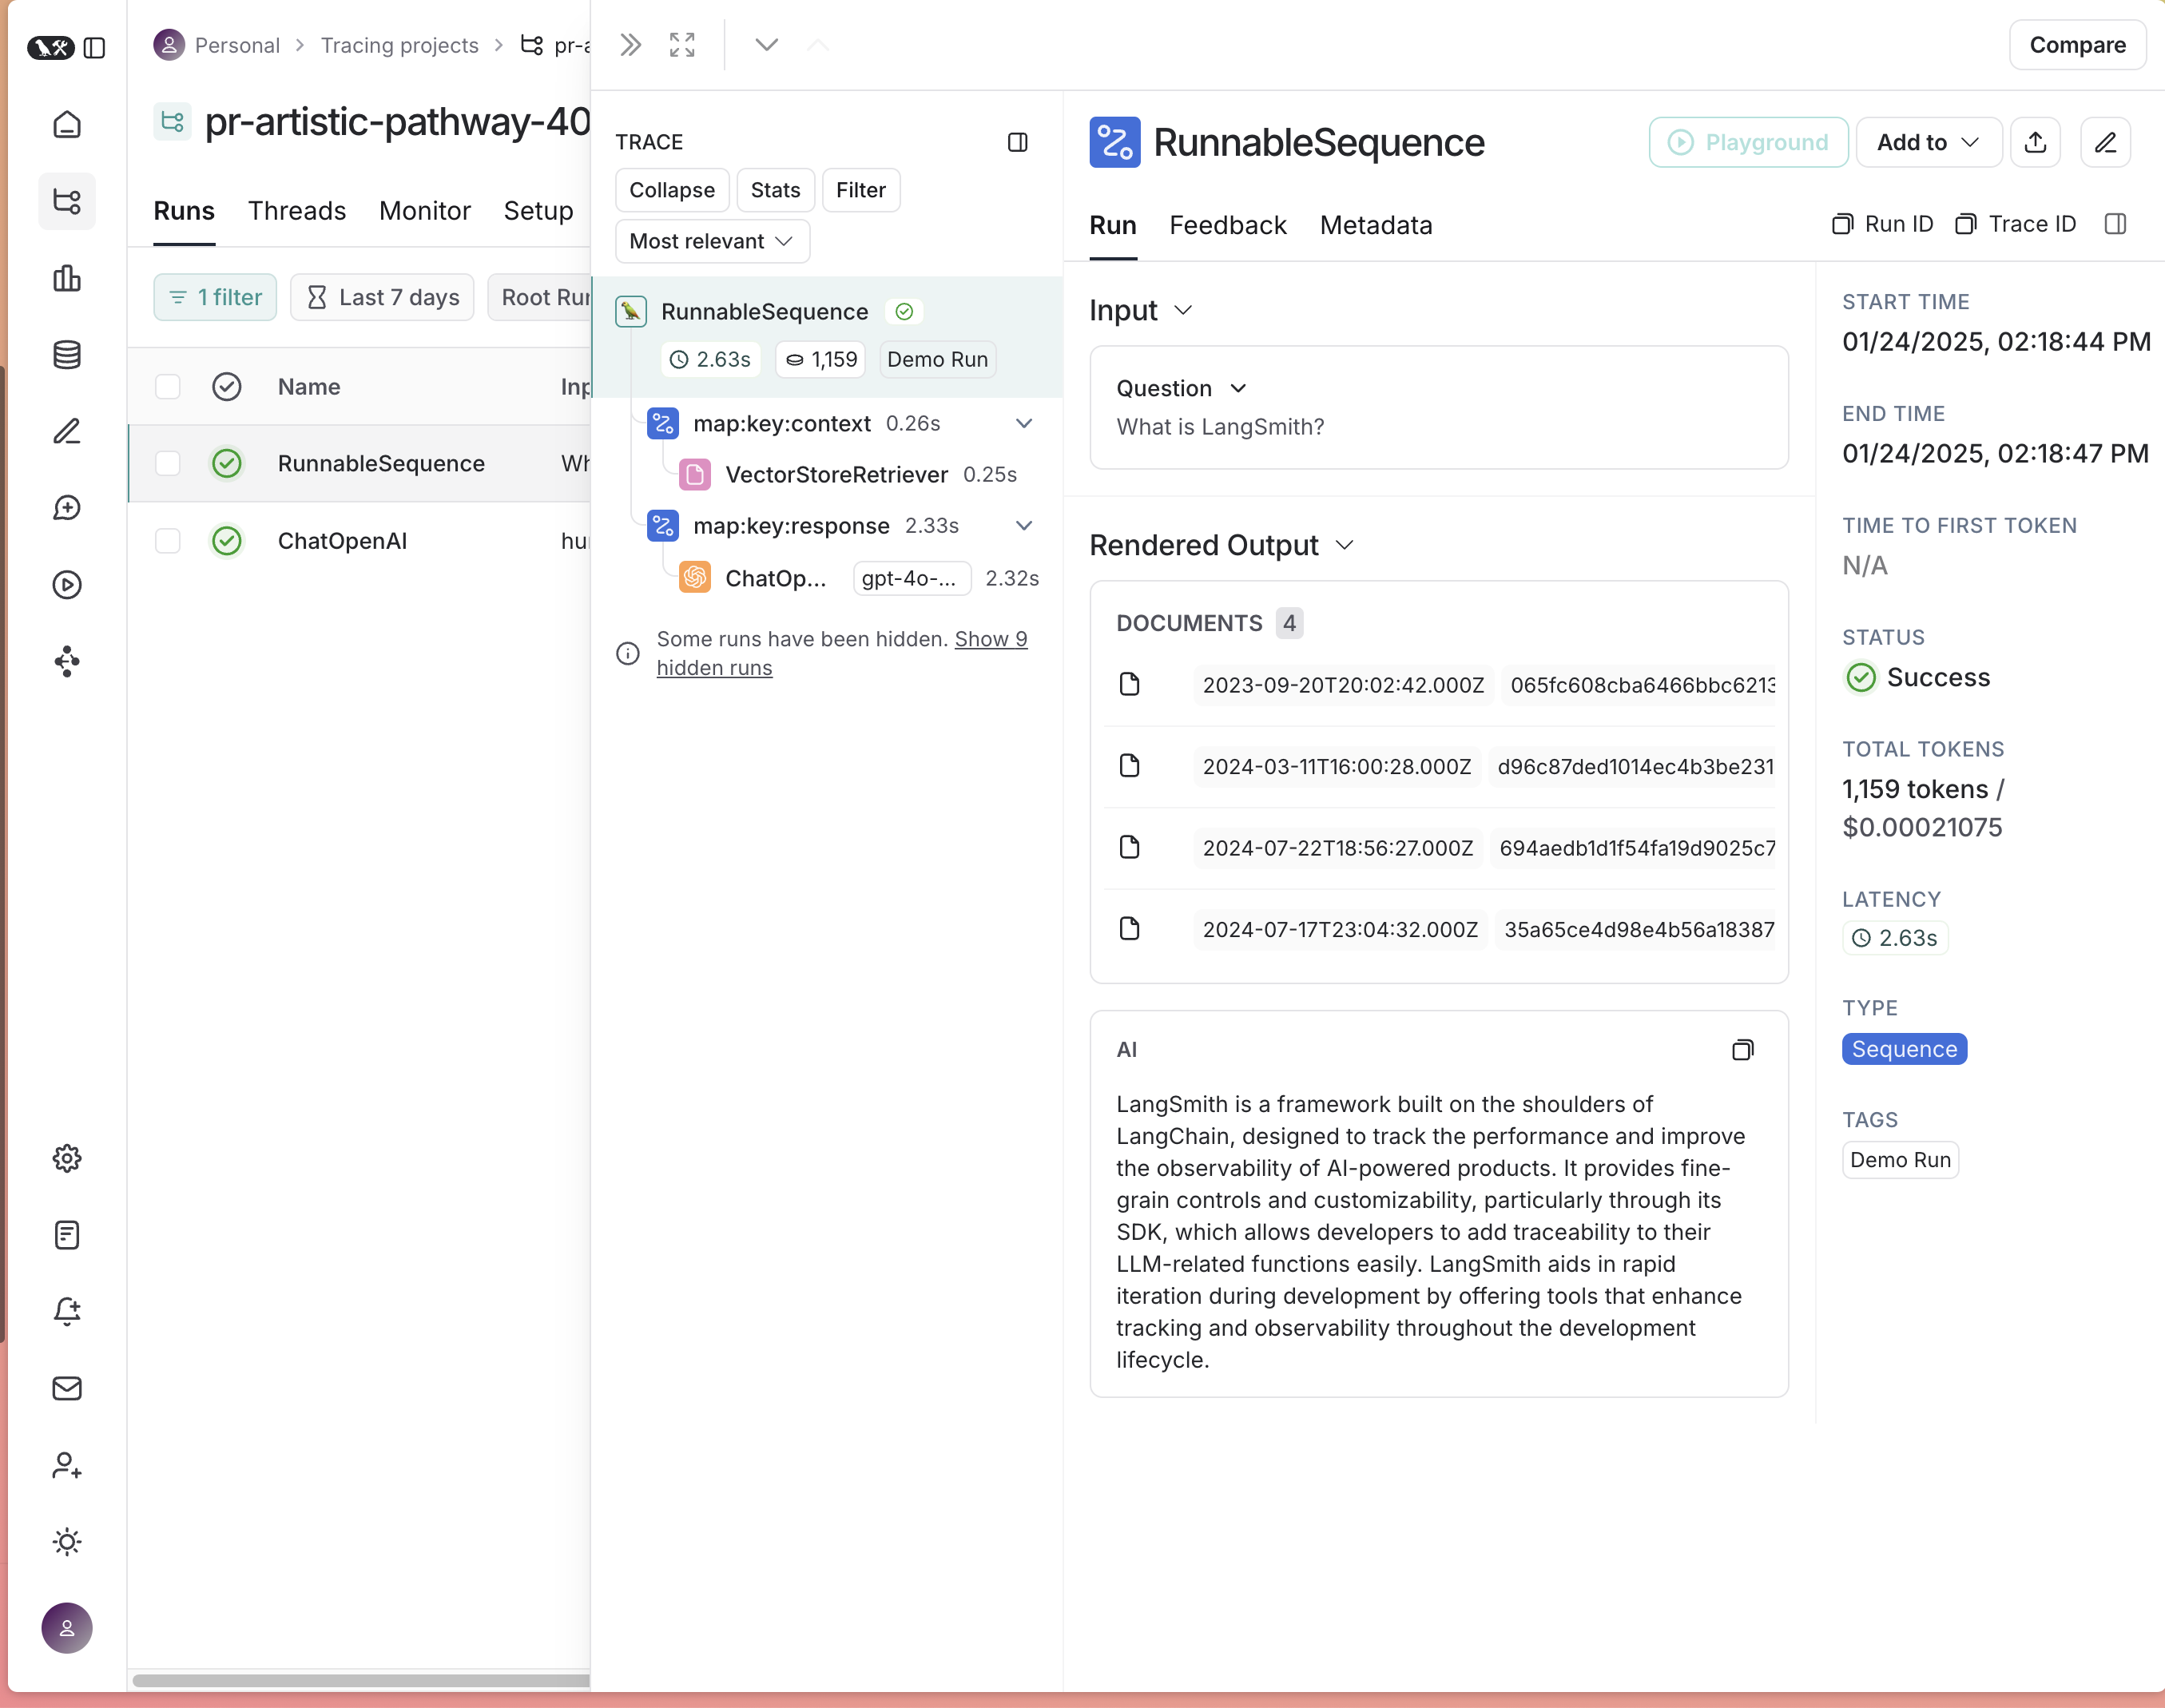 Personal > Tracing projects > pr-a
pr-artistic-pathway-40
Runs Threads Monitor Setup
1 filter Last 7 days Root Rur
Name Inp
RunnableSequence Wh
ChatOpenAI hur
Compare
TRACE
Collapse Stats Filter
Most relevant
RunnableSequence
2.63s 1,159 Demo Run
map:key:context 0.26s
VectorStoreRetriever 0.25s
map:key:response 2.33s
ChatOp... gpt-4o-... 2.32s
Some runs have been hidden. Show 9
hidden runs
RunnableSequence
Playground Add to
Run Feedback Metadata
Run ID Trace ID
Input
Question
What is LangSmith?
Rendered Output
DOCUMENTS 4
2023-09-20T20:02:42.000Z 065fc608cba6466bbc6213
2024-03-11T16:00:28.000Z d96c87ded1014ec4b3be231
2024-07-22T18:56:27.000Z 694aedb1d1f54fa19d9025c7
2024-07-17T23:04:32.000Z 35a65ce4d98e4b56a18387
AI
LangSmith is a framework built on the shoulders of
LangChain, designed to track the performance and improve
the observability of AI-powered products. It provides fine-
grain controls and customizability, particularly through its
SDK, which allows developers to add traceability to their
LLM-related functions easily. LangSmith aids in rapid
iteration during development by offering tools that enhance
tracking and observability throughout the development
lifecycle.
START TIME
01/24/2025, 02:18:44 PM
END TIME
01/24/2025, 02:18:47 PM
TIME TO FIRST TOKEN
N/A
STATUS
Success
TOTAL TOKENS
1,159 tokens /
$0.00021075
LATENCY
2.63s
TYPE
Sequence
TAGS
Demo Run